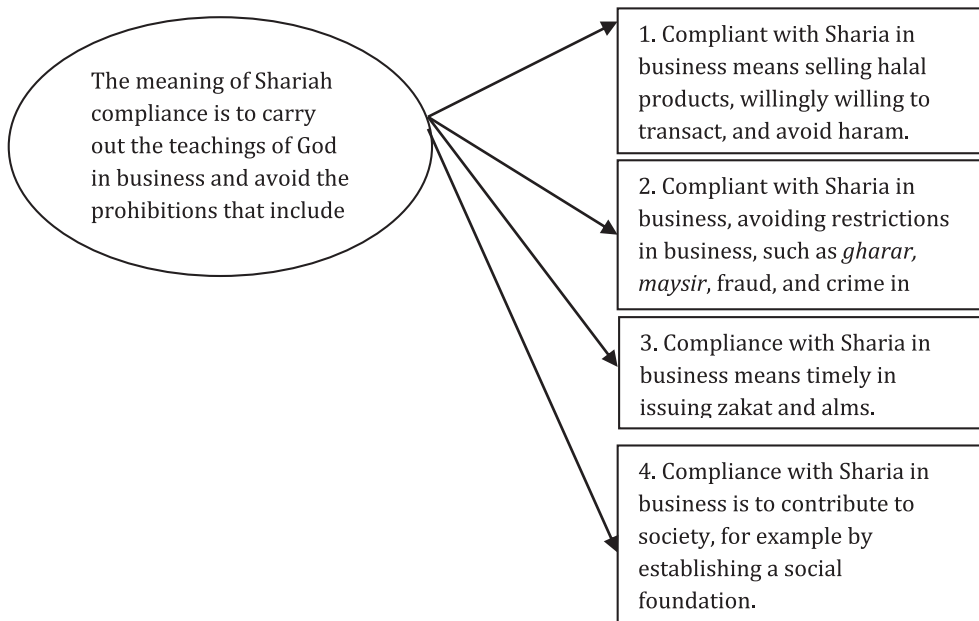 The meaning of Shariah
compliance is to carry
out the teachings of God
in business and avoid the
prohibitions that include
1. Compliant with Sharia in
business means selling halal
products, willingly willing to
transact, and avoid haram.
2. Compliant with Sharia in
business, avoiding restrictions
in business, such as gharar,
maysir, fraud, and crime in
3. Compliance with Sharia in
business means timely in
issuing zakat and alms.
4. Compliance with Sharia in
business is to contribute to
society, for example by
establishing a social
foundation.